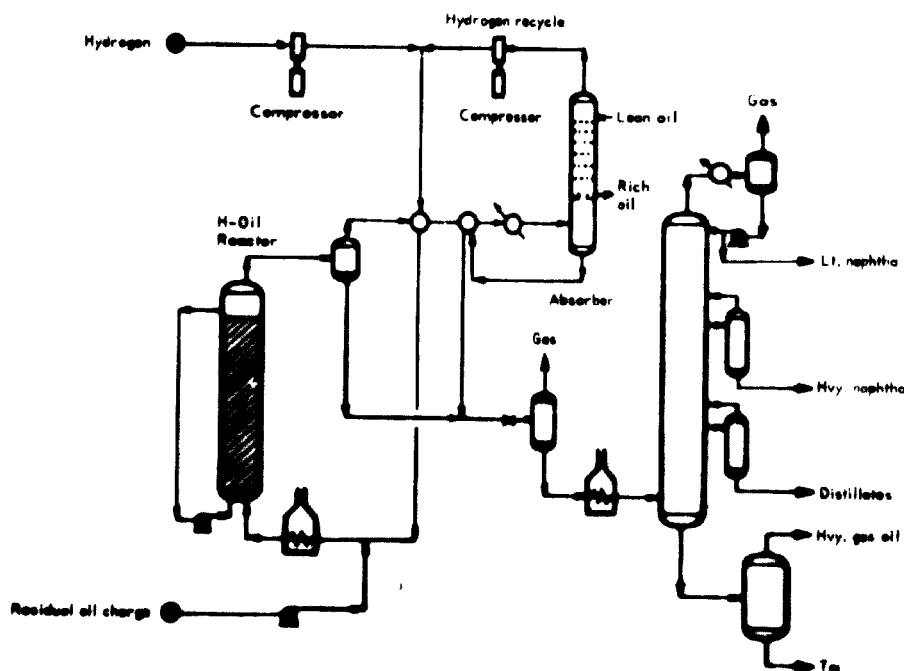 Hydrogen recycle
Hydrogen
Compressor
Compressor
Lean oil
Gas
Rich
oil
H-Oil
Reactor
Lt. naphtha
Absorber
Gas
Hvy. naphtha
Distillates
Hvy. gas oil
Residual oil charge
Tar